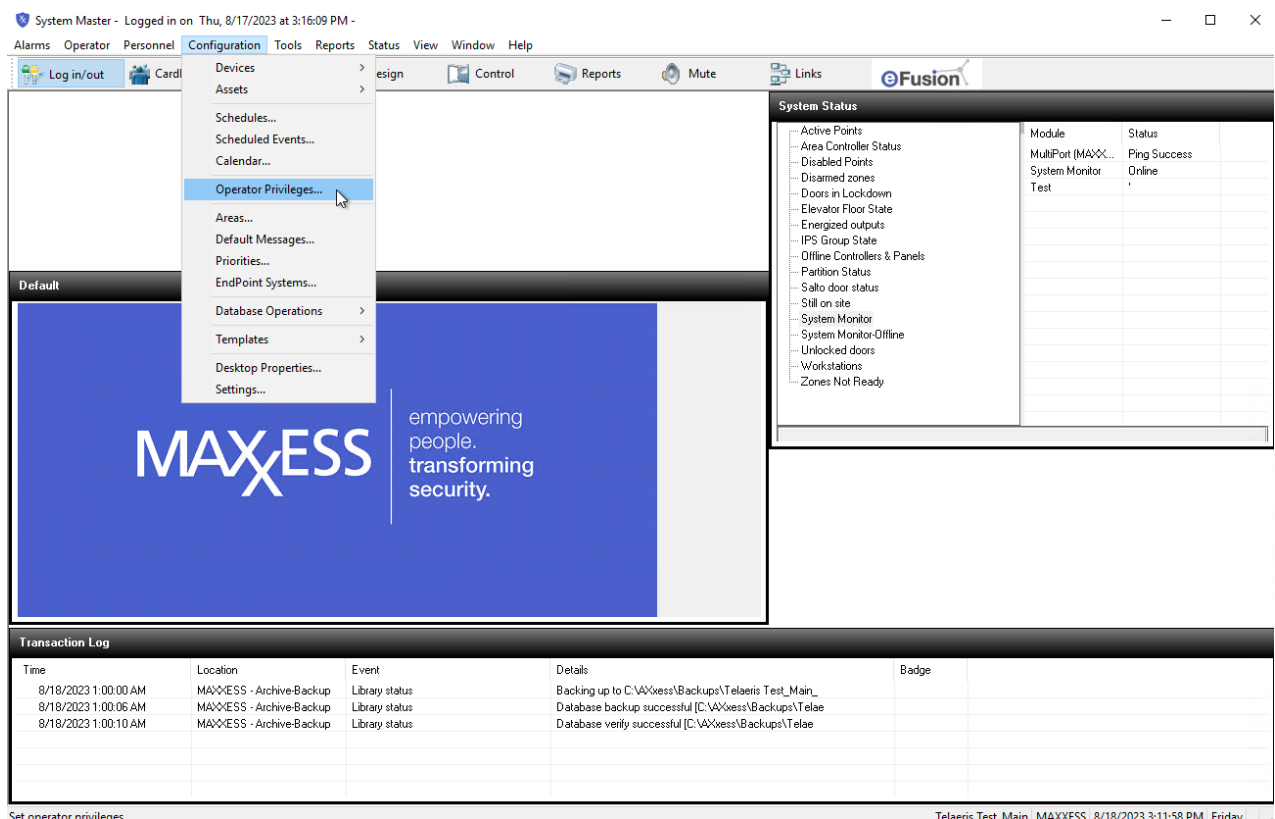 System Master - Logged in on Thu, 8/17/2023 at 3:16:09 PM -
Alarms Operator Personnel Configuration Tools Reports Status View Window Help
Log in/out Cardl esign Control Reports Mute Links eFusion
Devices
Assets
Schedules...
Scheduled Events...
Calendar...
Operator Privileges...
Areas...
Default Messages...
Priorities...
EndPoint Systems...
Database Operations
Templates
Desktop Properties...
Settings...
System Status
Active Points
Area Controller Status
Disabled Points
Disarmed zones
Doors in Lockdown
Elevator Floor State
Energized outputs
IPS Group State
Offline Controllers & Panels
Partition Status
Salto door status
Still on site
System Monitor
System Monitor-Offline
Unlocked doors
Workstations
Zones Not Ready
Module Status
MultiPort (MAXX... Ping Success
System Monitor Online
Test '
Default
MAXXESS
empowering
people.
transforming
security.
Transaction Log
Time Location Event Details Badge
8/18/2023 1:00:00 AM MAXXESS - Archive-Backup Library status Backing up to C:\AXxess\Backups\Telaeris Test_Main_
8/18/2023 1:00:06 AM MAXXESS - Archive-Backup Library status Database backup successful [C:\AXxess\Backups\Telae
8/18/2023 1:00:10 AM MAXXESS - Archive-Backup Library status Database verify successful [C:\AXxess\Backups\Telae
Set operator privileges Telaeris Test_Main MAXXESS 8/18/2023 3:11:58 PM Friday